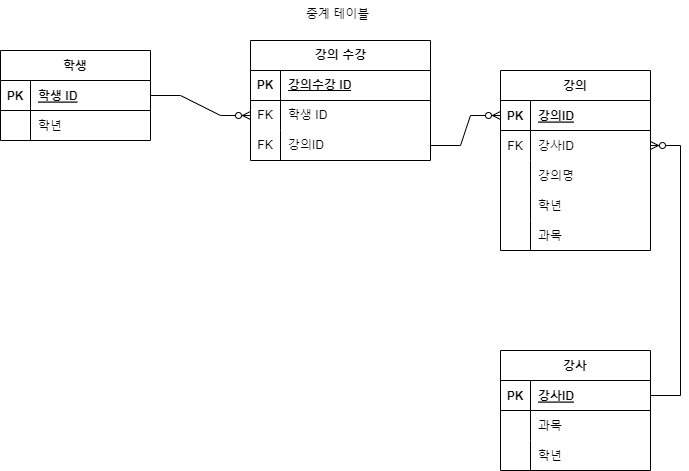 중계 테이블
학생
PK 학생 ID
학년
강의 수강
PK 강의수강 ID
FK 학생 ID
FK 강의ID
강의
PK 강의ID
FK 강사ID
강의명
학년
과목
강사
PK 강사ID
과목
학년